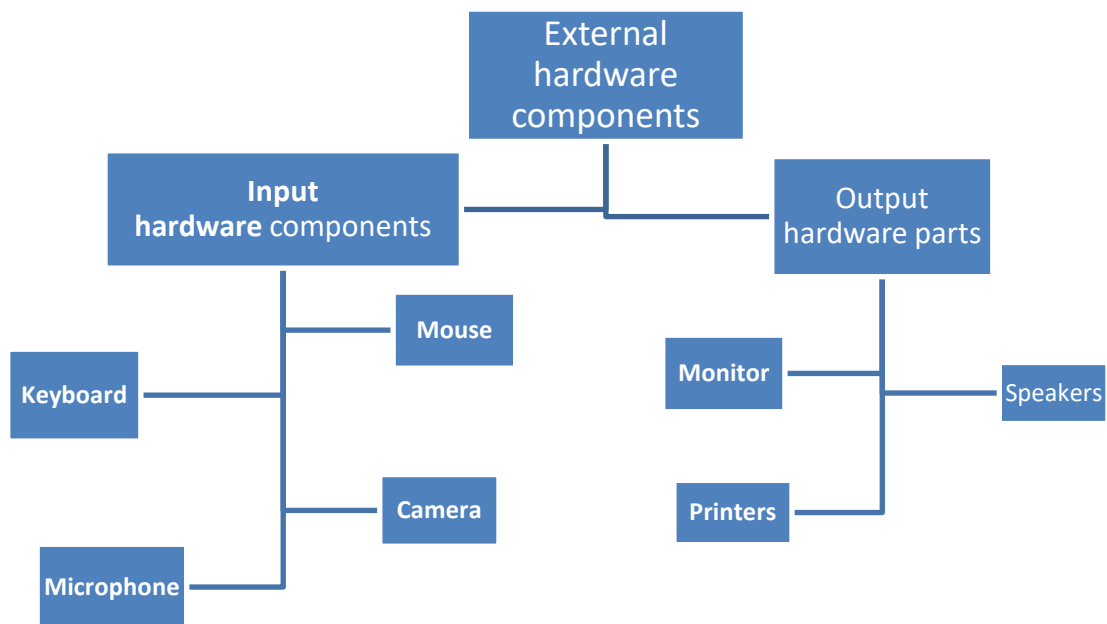 External
hardware
components
Input
hardware components
Output
hardware parts
Mouse
Keyboard
Camera
Microphone
Monitor
Speakers
Printers